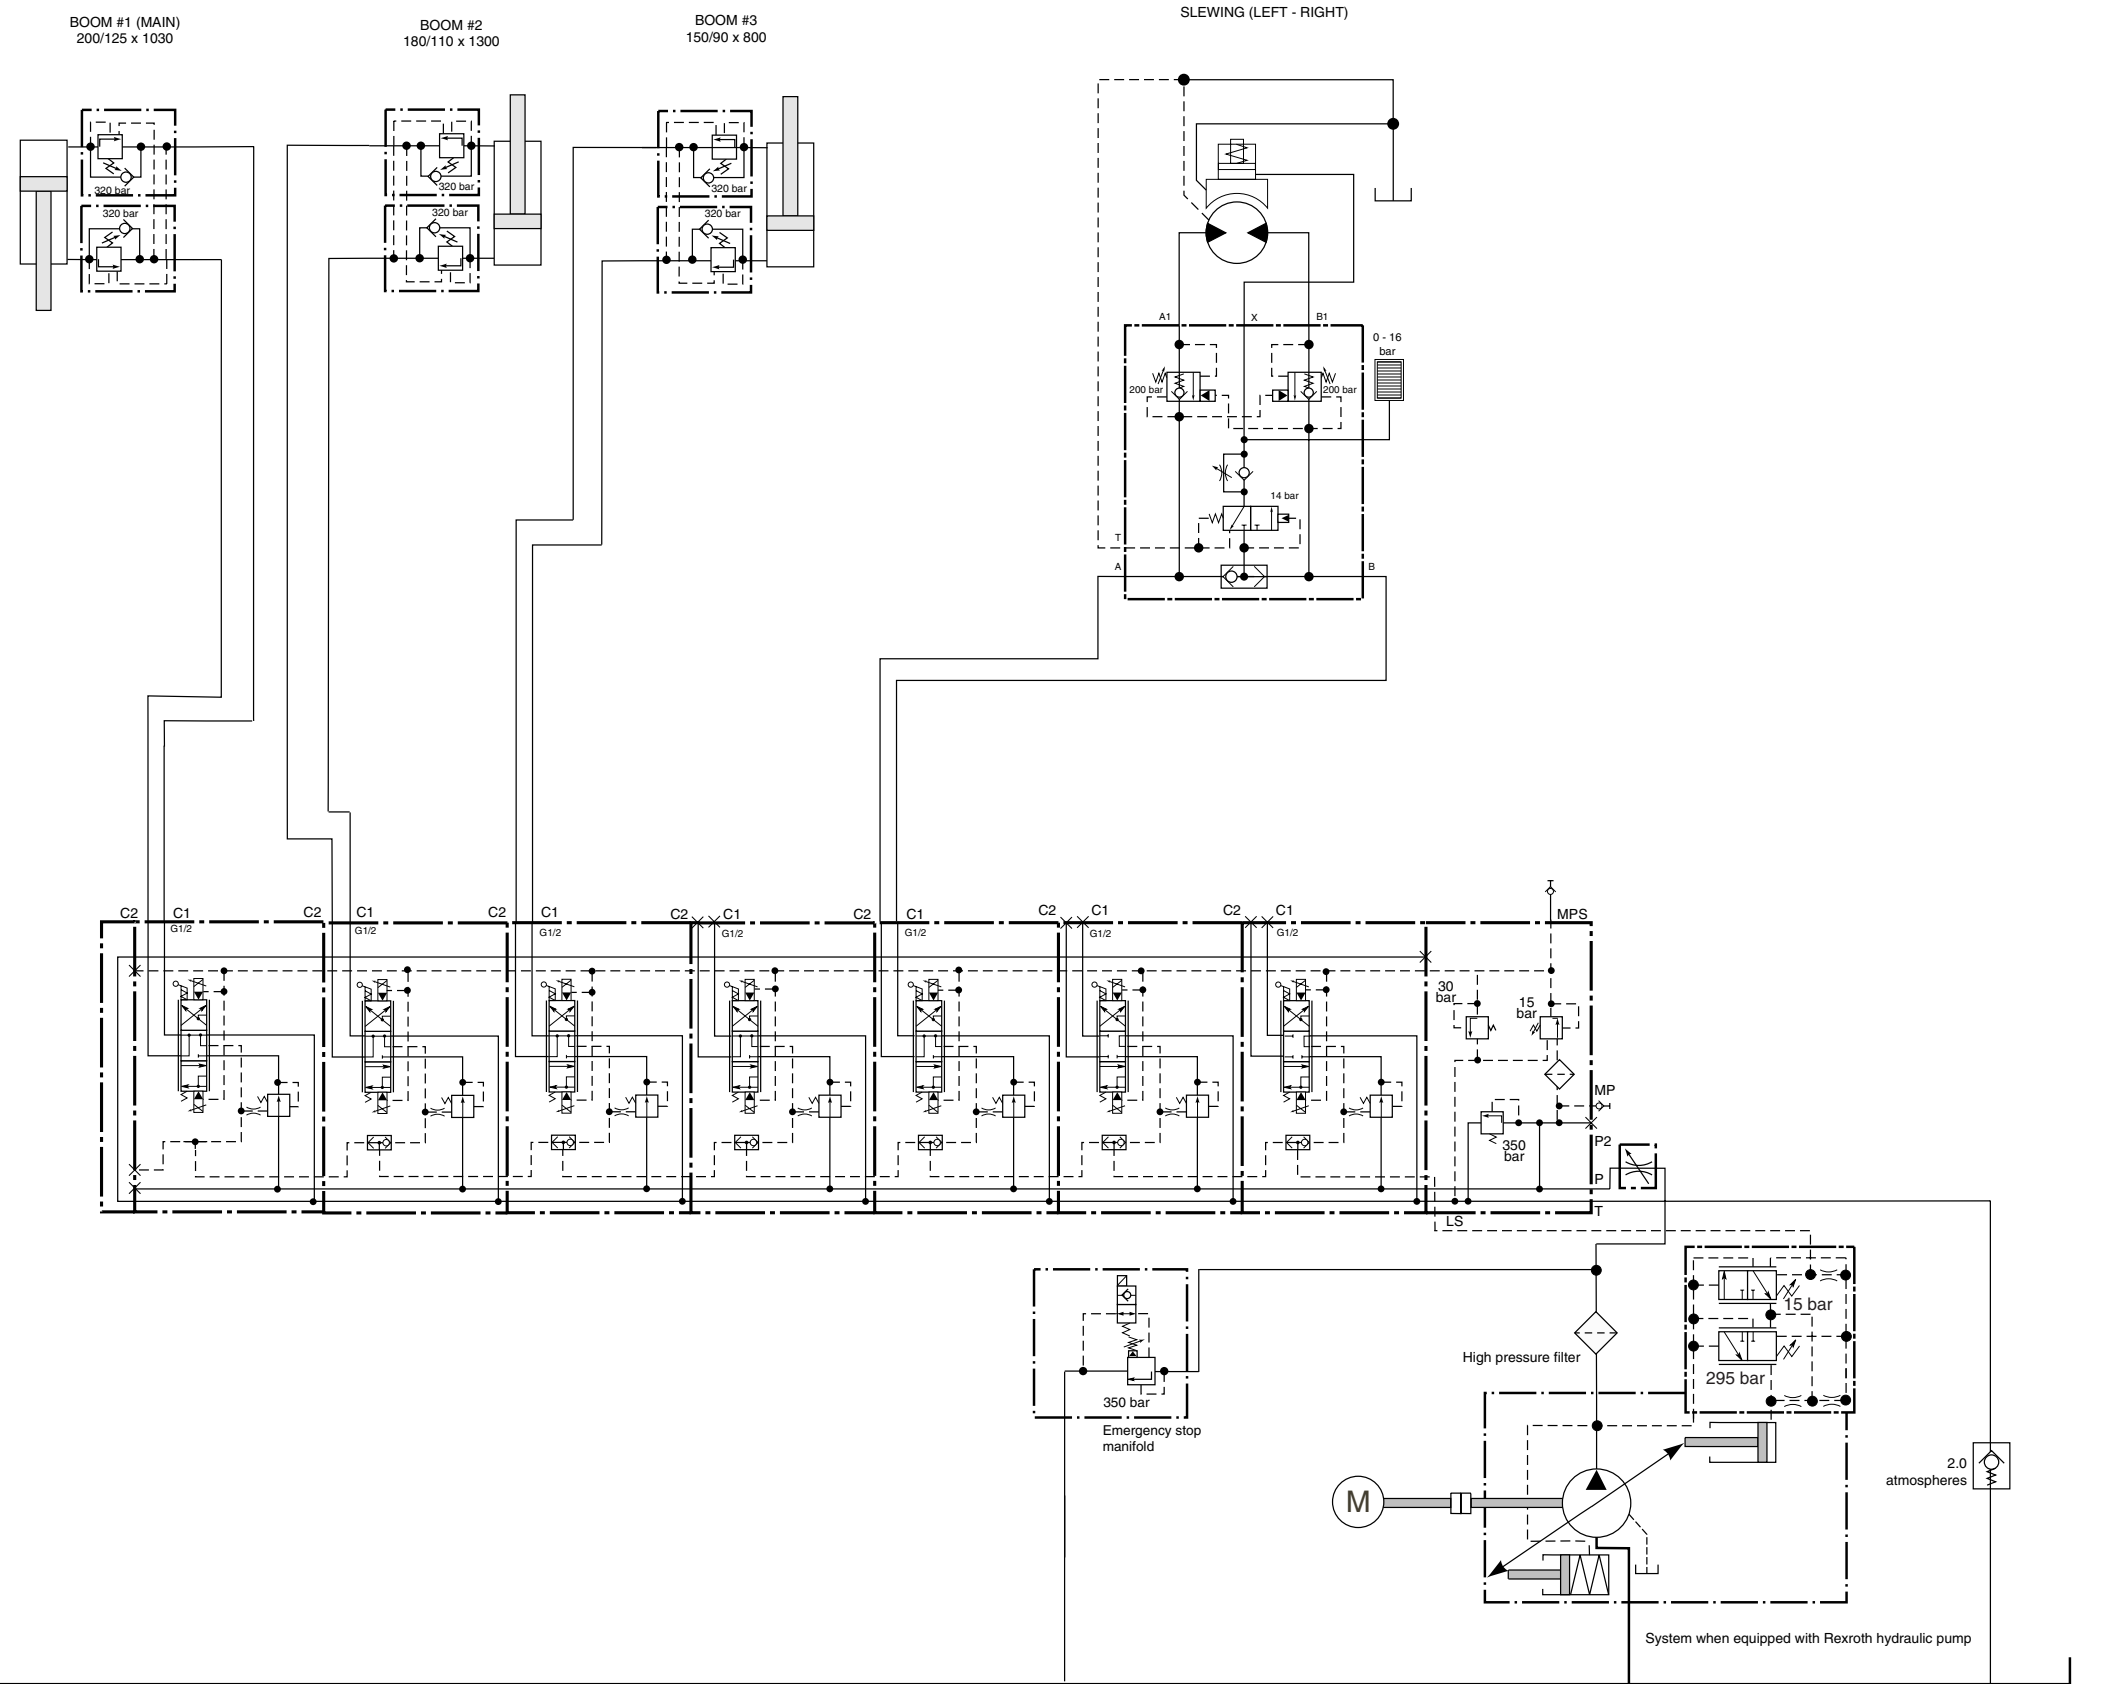 BOOM #1 (MAIN)
200/125 x 1030
BOOM #2
180/110 x 1300
BOOM #3
150/90 x 800
SLEWING (LEFT - RIGHT)
320 bar
320 bar
320 bar
320 bar
320 bar
320 bar
A1
X
B1
0 - 16
bar
200 bar
200 bar
14 bar
T
A
B
C2
C1
G1/2
C2
C1
G1/2
C2
C1
G1/2
C2
C1
G1/2
C2
C1
G1/2
C2
C1
G1/2
C2
C1
G1/2
MPS
30
bar
15
bar
MP
350
bar
P2
P
T
LS
15 bar
295 bar
High pressure filter
350 bar
Emergency stop
manifold
M
2.0
atmospheres
System when equipped with Rexroth hydraulic pump